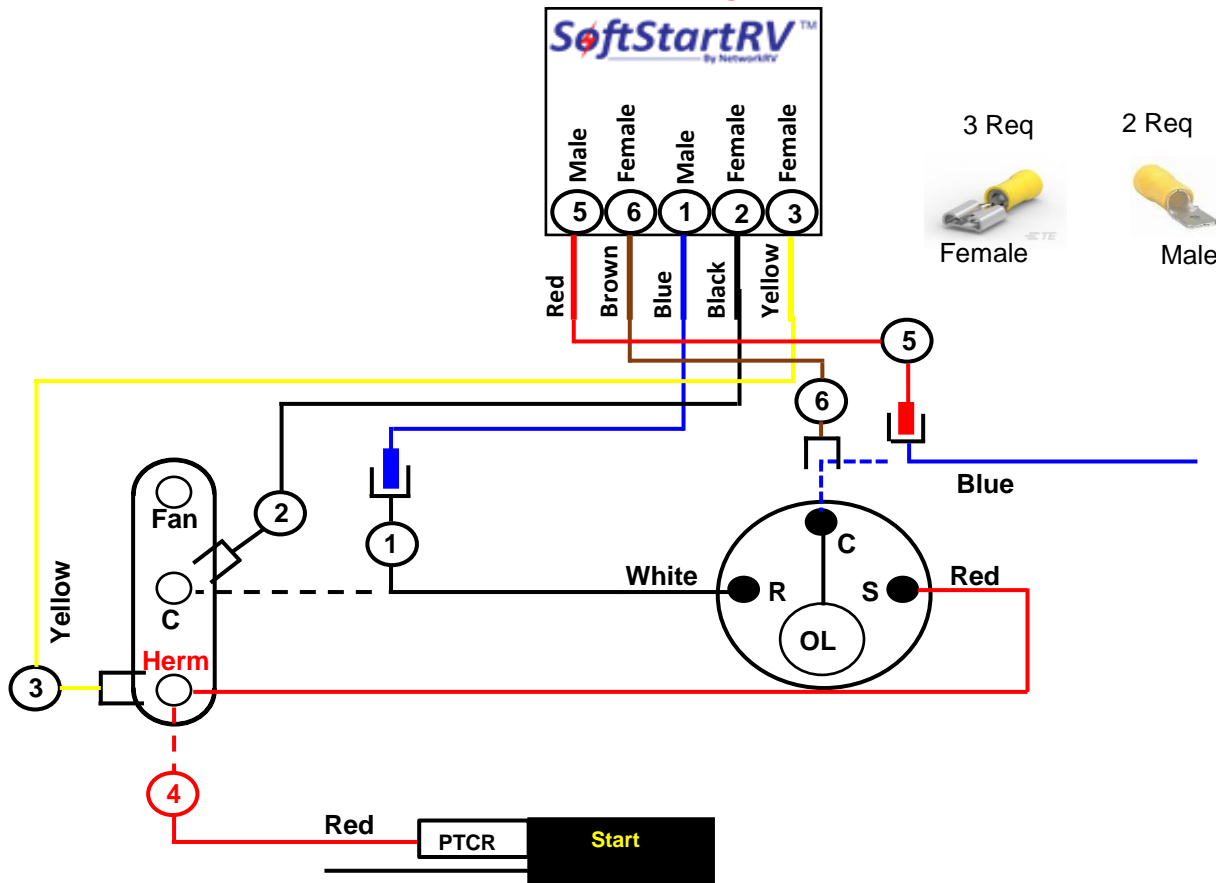 SoftStartRV™
By NetworkRV
Male
Female
Male
Female
Female
5
6
1
2
3
Red
Brown
Blue
Black
Yellow
3 Req
2 Req
TE
Female
Male
5
6
Blue
Fan
2
1
C
White
R
C
S
Red
OL
Yellow
Herm
3
4
Red
PTCR
Start